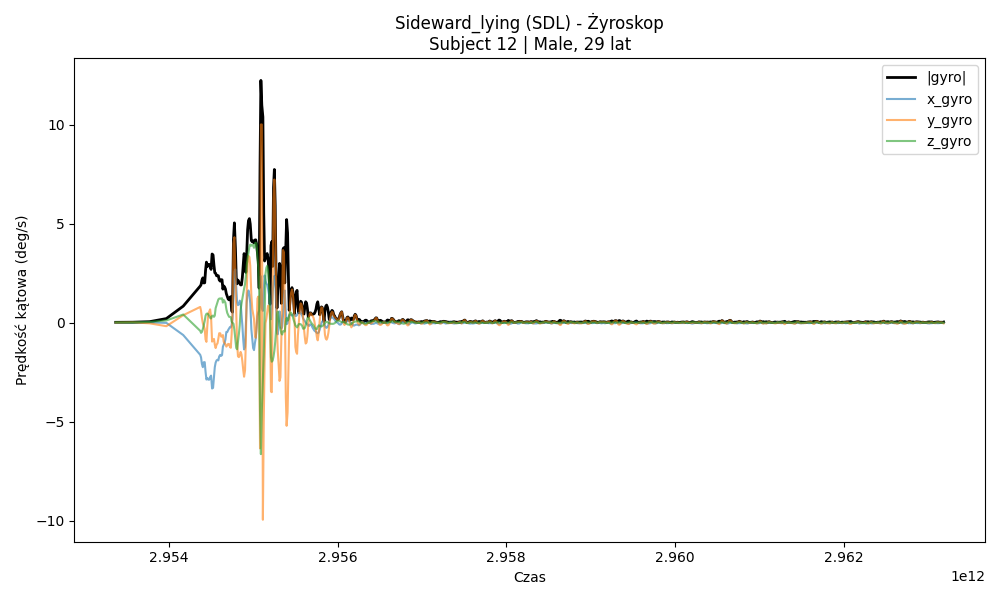 Sideward_lying (SDL) - Żyroskop
Subject 12 | Male, 29 lat
|gyro|
x_gyro
y_gyro
z_gyro
Prędkość kątowa (deg/s)
10
5
0
−5
−10
2.954 2.956 2.958 2.960 2.962
1e12
Czas